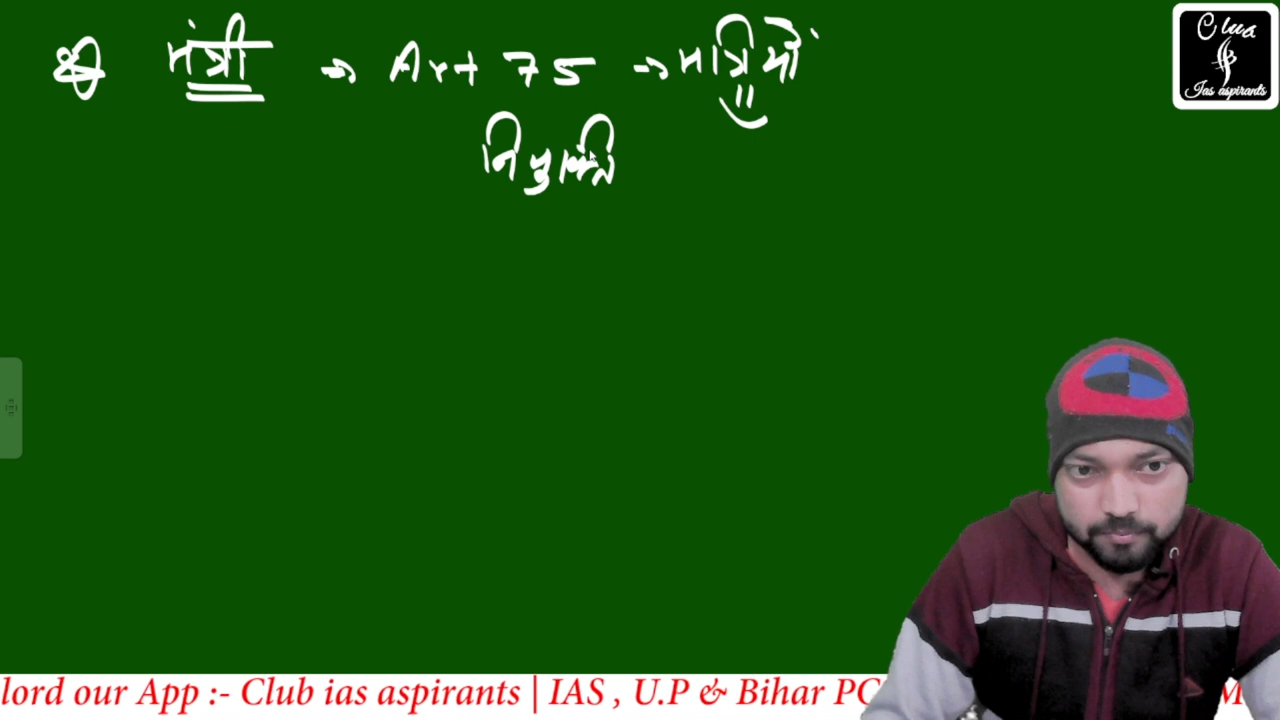 मंत्री → Art 75 → मंत्रियों
नियुक्ति
Club
Ias aspirants
lord our App :- Club ias aspirants | IAS , U.P & Bihar PC